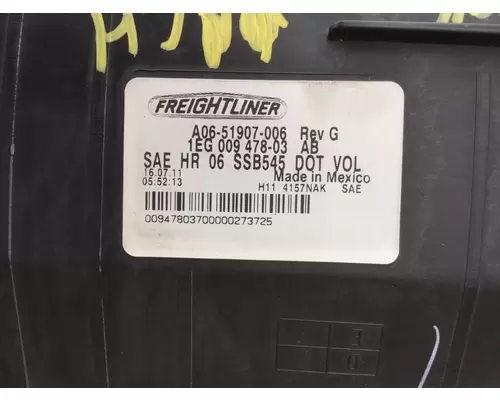 FREIGHTLINER
A06-51907-006 Rev G
1EG 009 478-03 AB
SAE HR 06 SSB545 DOT VOL
16.07.11 Made in Mexico
05:52:13 H11 4157NAK SAE
00947803700000273725